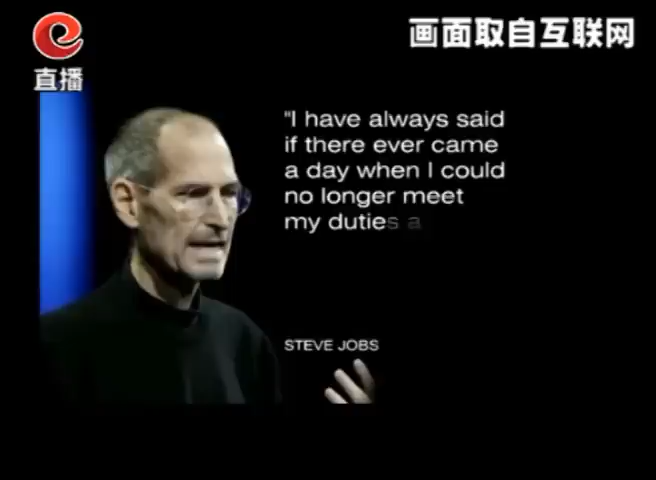 画面取自互联网
直播
"I have always said
if there ever came
a day when I could
no longer meet
my duties a
STEVE JOBS